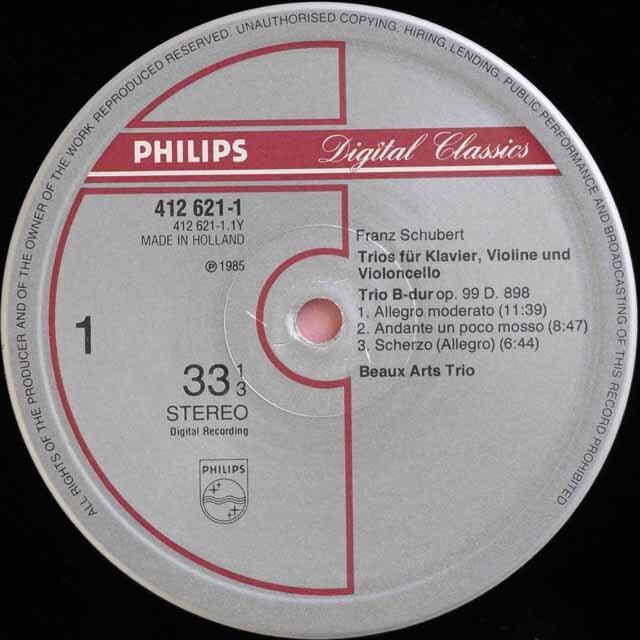 ALL RIGHTS OF THE PRODUCER AND OF THE OWNER OF THE WORK REPRODUCED RESERVED. UNAUTHORISED COPYING, HIRING, LENDING, PUBLIC PERFORMANCE AND BROADCASTING OF THIS RECORD PROHIBITED
PHILIPS Digital Classics
412 621-1
412 621-1.1Y
MADE IN HOLLAND
℗ 1985
1
33 1/3
STEREO
Digital Recording
PHILIPS
Franz Schubert
Trios für Klavier, Violine und
Violoncello
Trio B-dur op. 99 D. 898
1. Allegro moderato (11:39)
2. Andante un poco mosso (8:47)
3. Scherzo (Allegro) (6:44)
Beaux Arts Trio